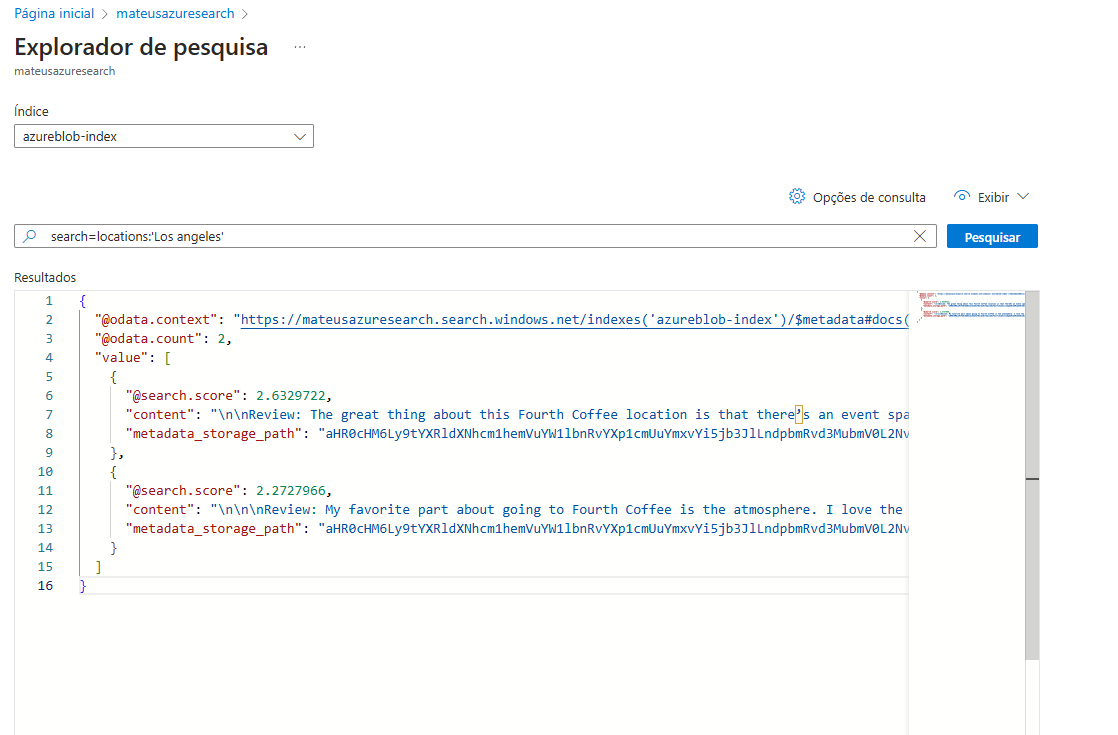 Página inicial > mateusazuresearch >
Explorador de pesquisa ...
mateusazuresearch
Índice
azureblob-index
Opções de consulta Exibir
search=locations:'Los angeles'
Pesquisar
Resultados
1 {
2 "@odata.context": "https://mateusazuresearch.search.windows.net/indexes('azureblob-index')/$metadata#docs(
3 "@odata.count": 2,
4 "value": [
5 {
6 "@search.score": 2.6329722,
7 "content": "\n\nReview: The great thing about this Fourth Coffee location is that there’s an event spa
8 "metadata_storage_path": "aHR0cHM6Ly9tYXRldXNhcm1hemVuYW1lbnRvYXp1cmUuYmxvYi5jb3JlLndpbmRvd3MubmV0L2Nv
9 },
10 {
11 "@search.score": 2.2727966,
12 "content": "\n\n\nReview: My favorite part about going to Fourth Coffee is the atmosphere. I love the
13 "metadata_storage_path": "aHR0cHM6Ly9tYXRldXNhcm1hemVuYW1lbnRvYXp1cmUuYmxvYi5jb3JlLndpbmRvd3MubmV0L2Nv
14 }
15 ]
16 }